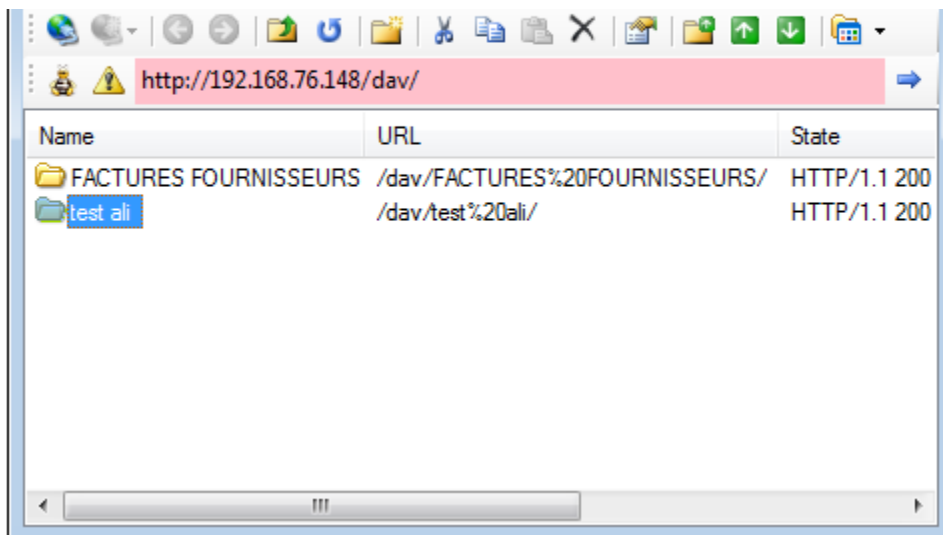 http://192.168.76.148/dav/
Name URL State
FACTURES FOURNISSEURS /dav/FACTURES%20FOURNISSEURS/ HTTP/1.1 200
test ali /dav/test%20ali/ HTTP/1.1 200